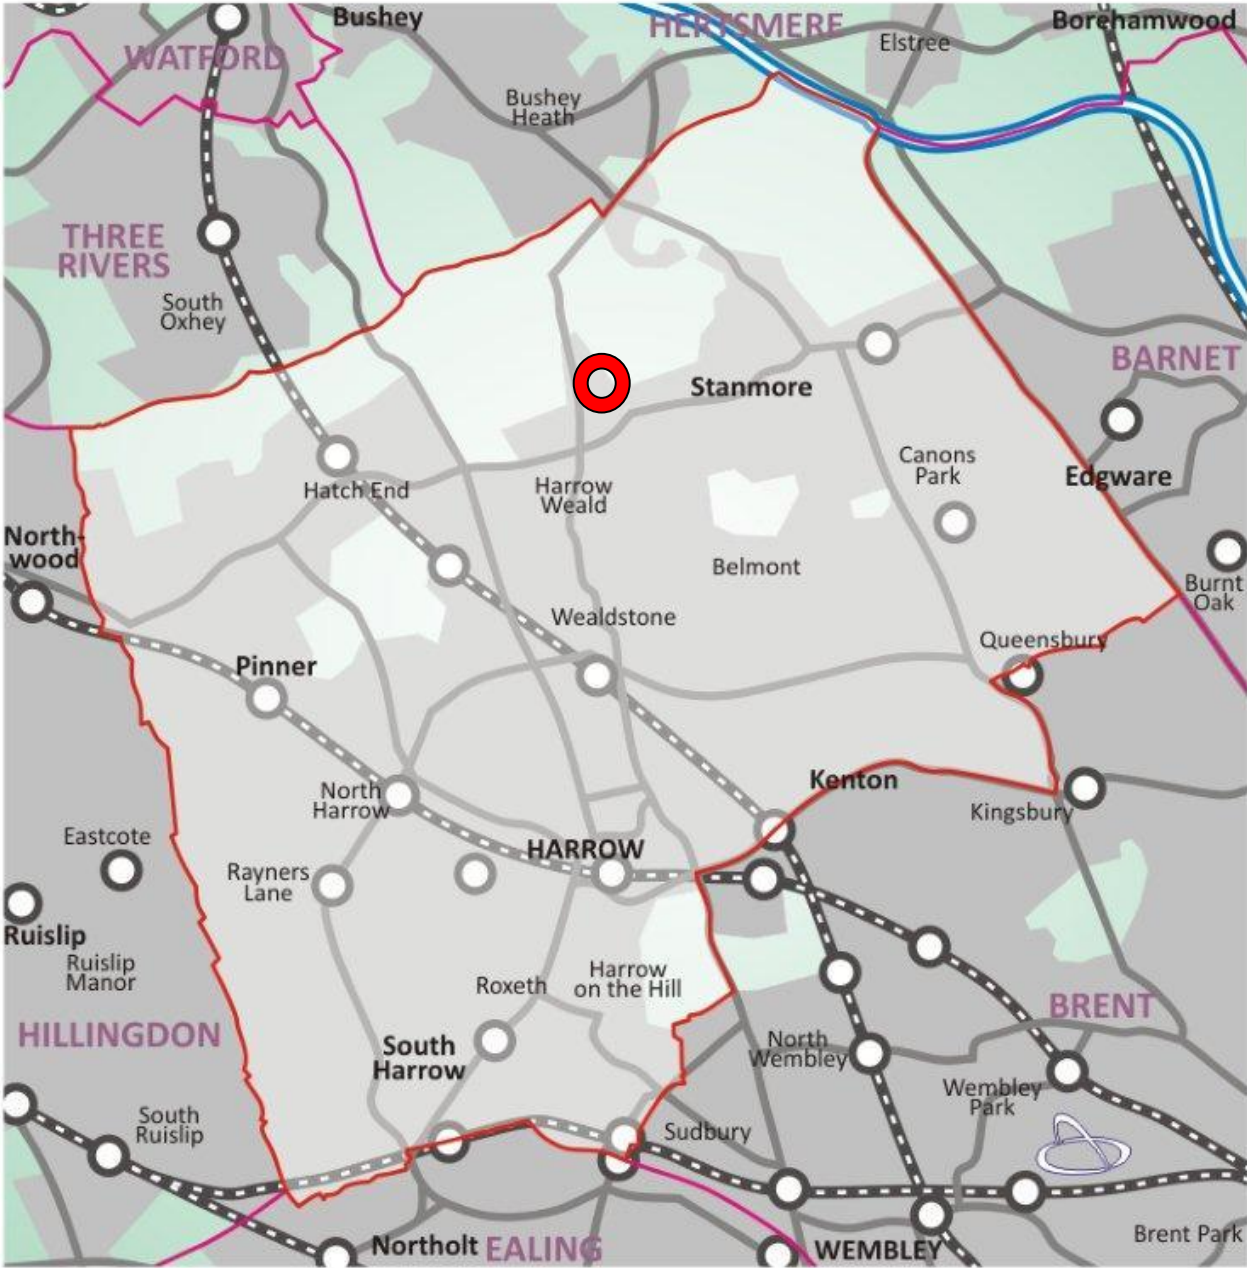 Bushey
HERTSMERE
Borehamwood
WATFORD
Elstree
Bushey
Heath
THREE
RIVERS
South
Oxhey
BARNET
Stanmore
Canons
Park
Edgware
Hatch End
Harrow
Weald
North-
wood
Belmont
Burnt
Oak
Wealdstone
Queensbury
Pinner
Kenton
North
Harrow
Kingsbury
Eastcote
HARROW
Rayners
Lane
Ruislip
Ruislip
Manor
Harrow
on the Hill
Roxeth
BRENT
HILLINGDON
South
Harrow
North
Wembley
Wembley
Park
South
Ruislip
Sudbury
Northolt
EALING
WEMBLEY
Brent Park